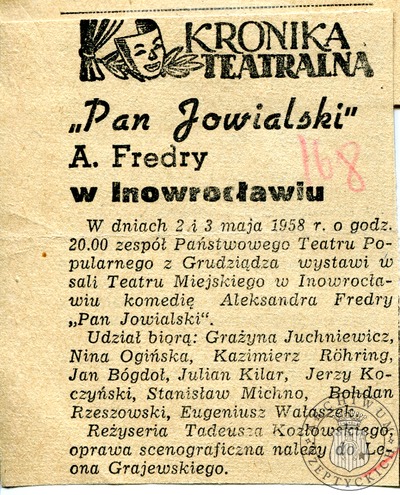 KRONIKA
TEATRALNA
„Pan Jowialski"
A. Fredry
168
w Inowrocławiu
W dniach 2 i 3 maja 1958 r. o godz.
20.00 zespół Państwowego Teatru Po-
pularnego z Grudziądza wystawi w
sali Teatru Miejskiego w Inowrocła-
wiu komedię Aleksandra Fredry
„Pan Jowialski".
Udział biorą: Grażyna Juchniewicz,
Nina Ogińska, Kazimierz Röhring,
Jan Bógdoł, Julian Kilar, Jerzy Ko-
czyński, Stanisław Michno, Bohdan
Rzeszowski, Eugeniusz Wałaszek.
Reżyseria Tadeusza Kozłowskiego,
oprawa scenograficzna należy do Le-
ona Grajewskiego.